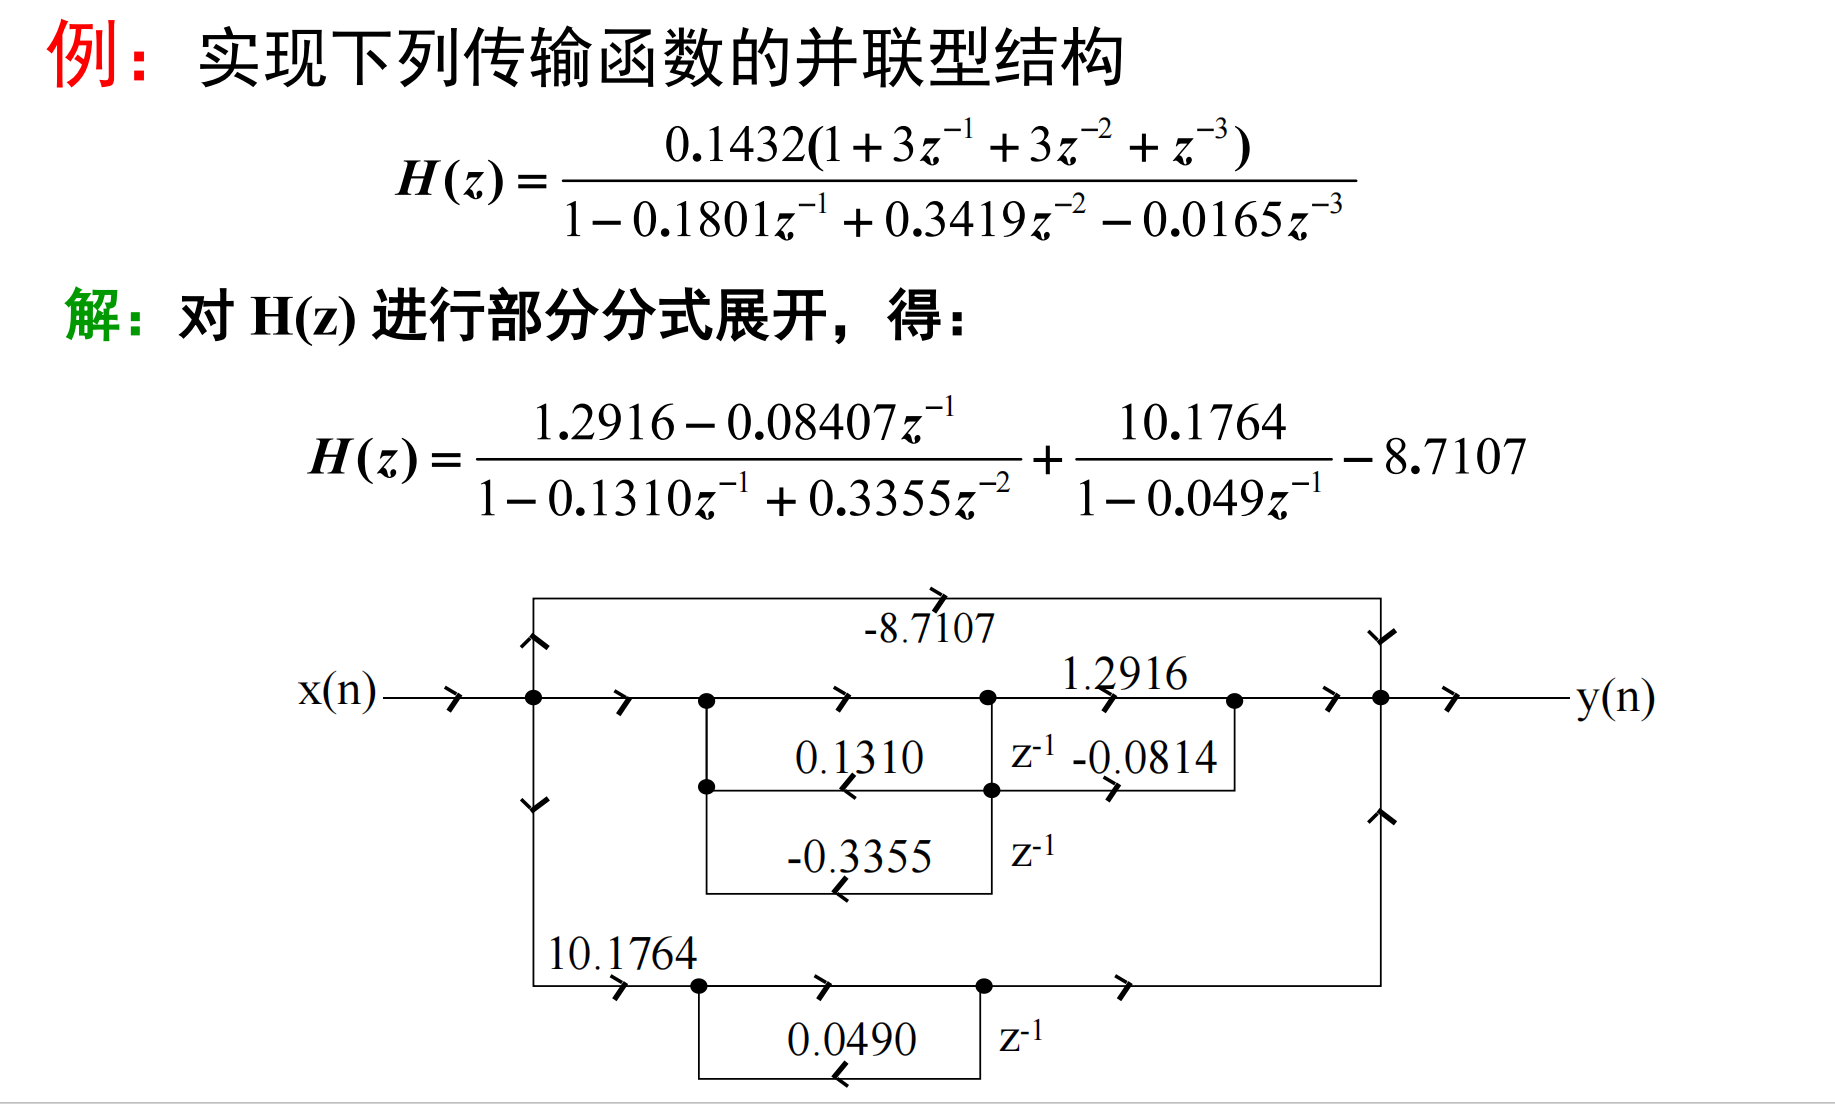 例：实现下列传输函数的并联型结构
H(z) = 0.1432(1+3z⁻¹+3z⁻²+z⁻³) / 1−0.1801z⁻¹+0.3419z⁻²−0.0165z⁻³
解：对 H(z) 进行部分分式展开，得：
H(z) = 1.2916−0.08407z⁻¹ / 1−0.1310z⁻¹+0.3355z⁻² + 10.1764 / 1−0.049z⁻¹ −8.7107
-8.7107
1.2916
x(n)
y(n)
0.1310 z⁻¹ -0.0814
-0.3355 z⁻¹
10.1764
0.0490 z⁻¹